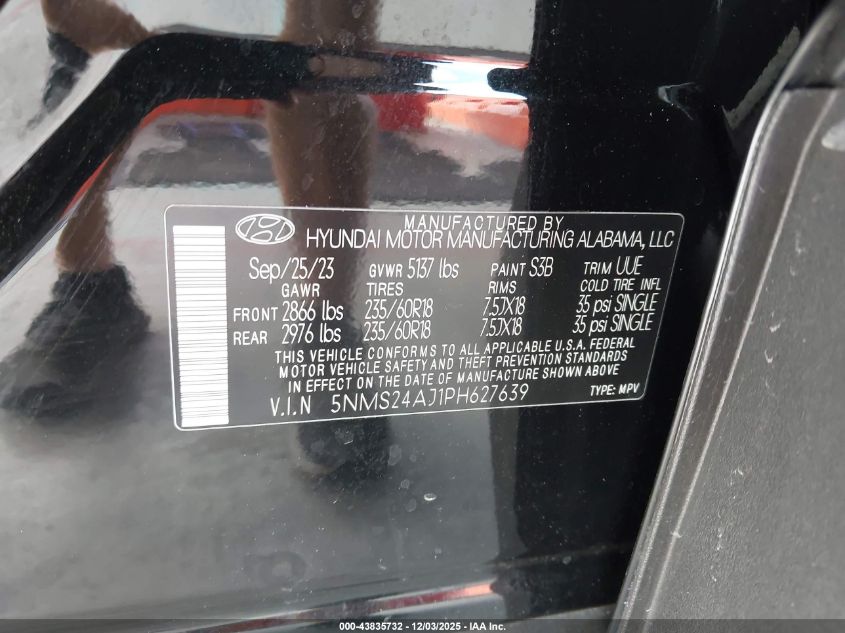 MANUFACTURED BY
HYUNDAI MOTOR MANUFACTURING ALABAMA, LLC
Sep/25/23 GVWR 5137 lbs PAINT S3B TRIM UUE
GAWR TIRES RIMS COLD TIRE INFL
FRONT 2866 lbs 235/60R18 7.5JX18 35 psi SINGLE
REAR 2976 lbs 235/60R18 7.5JX18 35 psi SINGLE
THIS VEHICLE CONFORMS TO ALL APPLICABLE U.S.A. FEDERAL
MOTOR VEHICLE SAFETY AND THEFT PREVENTION STANDARDS
IN EFFECT ON THE DATE OF MANUFACTURE SHOWN ABOVE
V.I.N 5NMS24AJ1PH627639 TYPE: MPV
000-43835732 - 12/03/2025 - IAA Inc.